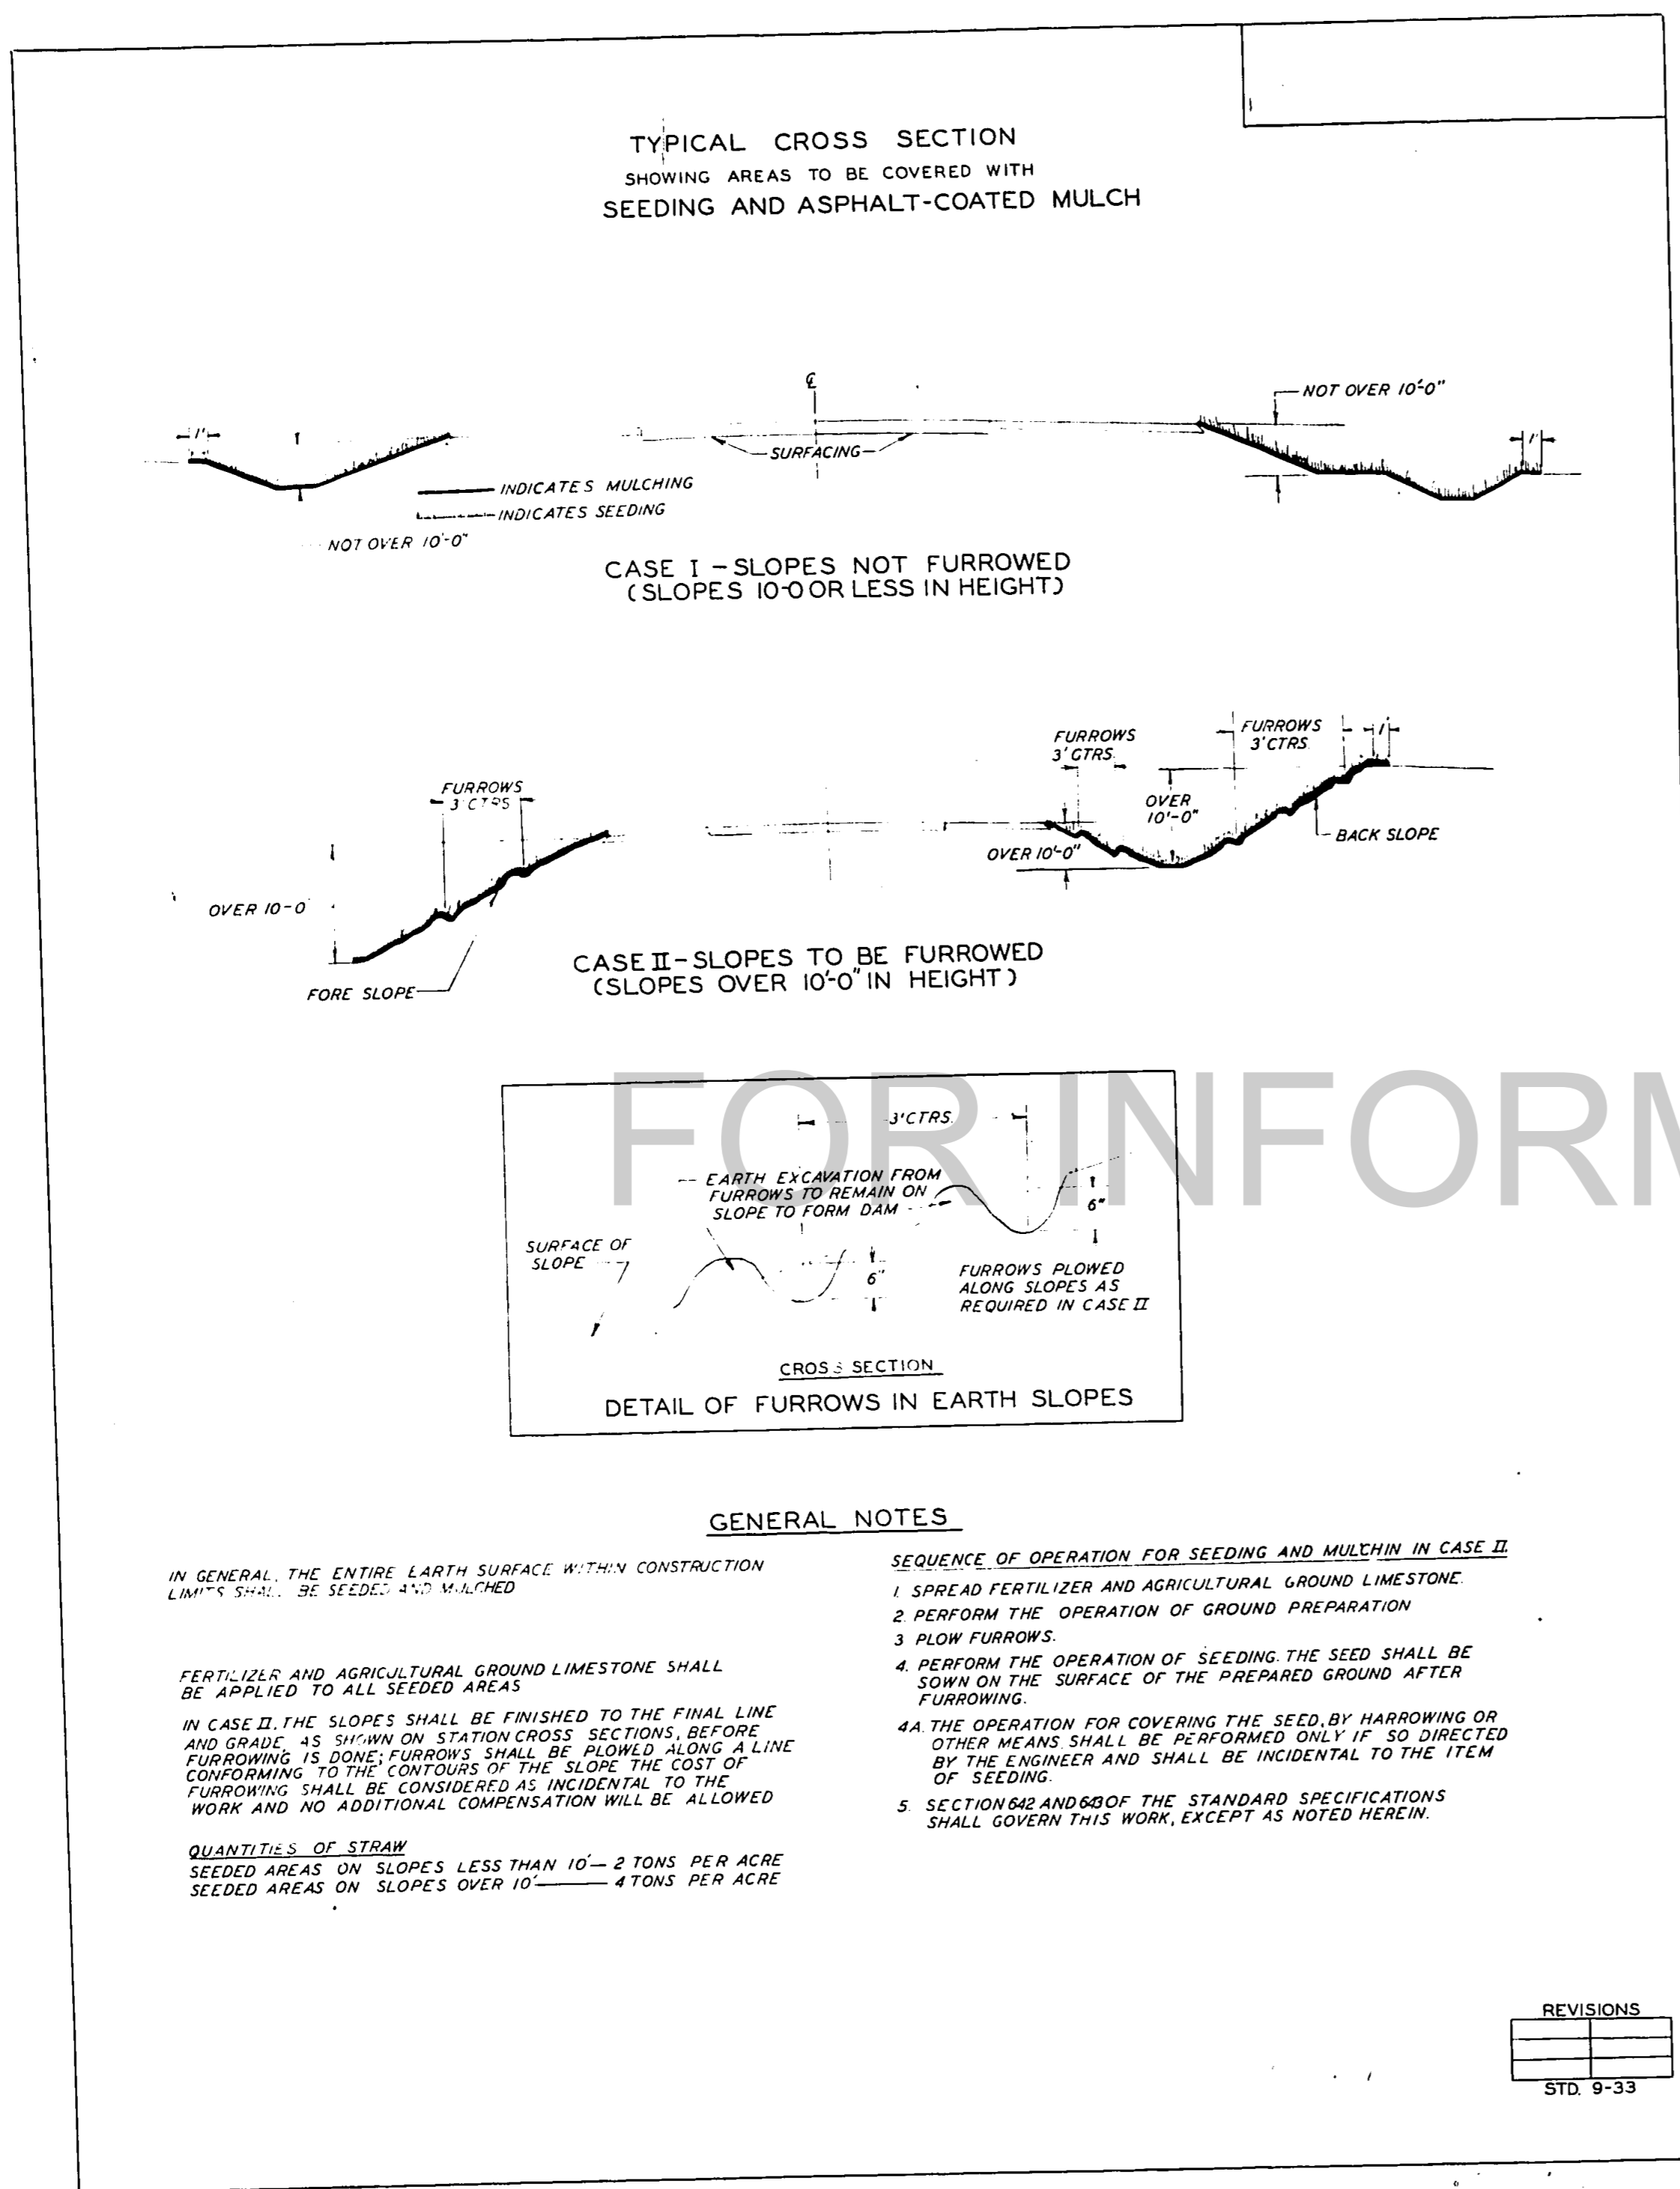 TYPICAL CROSS SECTION
SHOWING AREAS TO BE COVERED WITH
SEEDING AND ASPHALT-COATED MULCH
1'
℄
SURFACING
NOT OVER 10'-0"
1'
INDICATES MULCHING
INDICATES SEEDING
NOT OVER 10'-0"
CASE I - SLOPES NOT FURROWED
(SLOPES 10-0 OR LESS IN HEIGHT)
FURROWS
3' CTRS
OVER 10-0
FORE SLOPE
FURROWS
3' CTRS.
FURROWS
3' CTRS.
1'
OVER
10'-0"
OVER 10'-0"
BACK SLOPE
CASE II - SLOPES TO BE FURROWED
(SLOPES OVER 10'-0" IN HEIGHT)
FOR INFORM
3' CTRS.
EARTH EXCAVATION FROM
FURROWS TO REMAIN ON
SLOPE TO FORM DAM
6"
SURFACE OF
SLOPE
6"
FURROWS PLOWED
ALONG SLOPES AS
REQUIRED IN CASE II
CROSS SECTION
DETAIL OF FURROWS IN EARTH SLOPES
GENERAL NOTES
IN GENERAL, THE ENTIRE EARTH SURFACE WITHIN CONSTRUCTION
LIMITS SHALL BE SEEDED AND MULCHED
FERTILIZER AND AGRICULTURAL GROUND LIMESTONE SHALL
BE APPLIED TO ALL SEEDED AREAS
IN CASE II, THE SLOPES SHALL BE FINISHED TO THE FINAL LINE
AND GRADE, AS SHOWN ON STATION CROSS SECTIONS, BEFORE
FURROWING IS DONE; FURROWS SHALL BE PLOWED ALONG A LINE
CONFORMING TO THE CONTOURS OF THE SLOPE THE COST OF
FURROWING SHALL BE CONSIDERED AS INCIDENTAL TO THE
WORK AND NO ADDITIONAL COMPENSATION WILL BE ALLOWED
QUANTITIES OF STRAW
SEEDED AREAS ON SLOPES LESS THAN 10'— 2 TONS PER ACRE
SEEDED AREAS ON SLOPES OVER 10'—— 4 TONS PER ACRE
SEQUENCE OF OPERATION FOR SEEDING AND MULCHIN IN CASE II.
1. SPREAD FERTILIZER AND AGRICULTURAL GROUND LIMESTONE.
2. PERFORM THE OPERATION OF GROUND PREPARATION
3 PLOW FURROWS.
4. PERFORM THE OPERATION OF SEEDING. THE SEED SHALL BE
SOWN ON THE SURFACE OF THE PREPARED GROUND AFTER
FURROWING.
4A. THE OPERATION FOR COVERING THE SEED, BY HARROWING OR
OTHER MEANS, SHALL BE PERFORMED ONLY IF SO DIRECTED
BY THE ENGINEER AND SHALL BE INCIDENTAL TO THE ITEM
OF SEEDING.
5. SECTION 642 AND 643 OF THE STANDARD SPECIFICATIONS
SHALL GOVERN THIS WORK, EXCEPT AS NOTED HEREIN.
REVISIONS
STD. 9-33